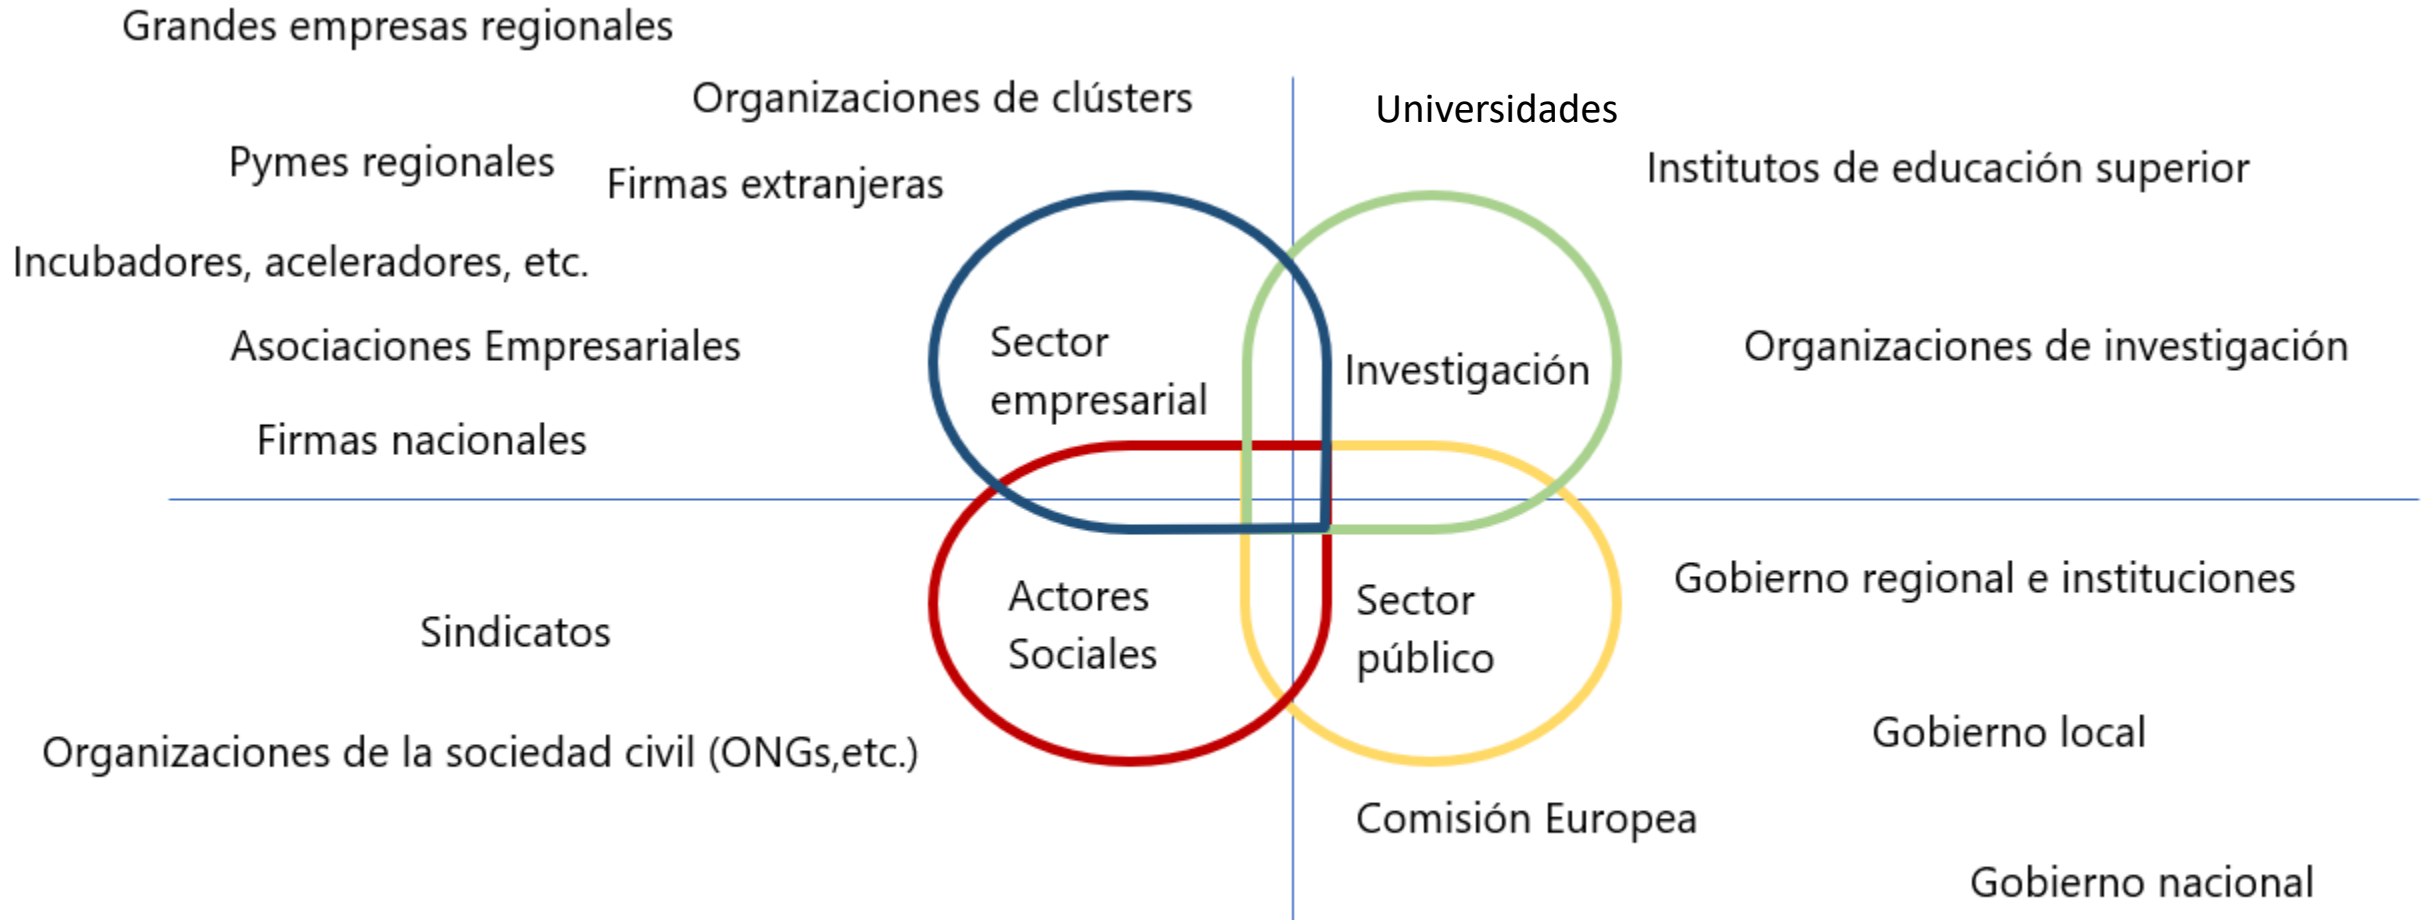 Grandes empresas regionales
Organizaciones de clústers
Pymes regionales
Firmas extranjeras
Incubadores, aceleradores, etc.
Asociaciones Empresariales
Firmas nacionales
Universidades
Institutos de educación superior
Organizaciones de investigación
Sector
empresarial
Investigación
Actores
Sociales
Sector
público
Sindicatos
Organizaciones de la sociedad civil (ONGs,etc.)
Gobierno regional e instituciones
Gobierno local
Comisión Europea
Gobierno nacional